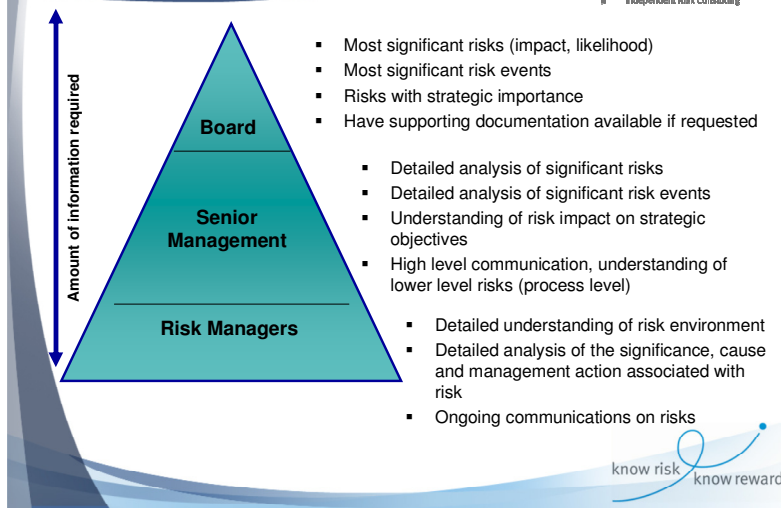 Independent Risk Consulting
Amount of information required
Board
Senior
Management
Risk Managers
▪ Most significant risks (impact, likelihood)
▪ Most significant risk events
▪ Risks with strategic importance
▪ Have supporting documentation available if requested
▪ Detailed analysis of significant risks
▪ Detailed analysis of significant risk events
▪ Understanding of risk impact on strategic
objectives
▪ High level communication, understanding of
lower level risks (process level)
▪ Detailed understanding of risk environment
▪ Detailed analysis of the significance, cause
and management action associated with
risk
▪ Ongoing communications on risks
know risk
know reward